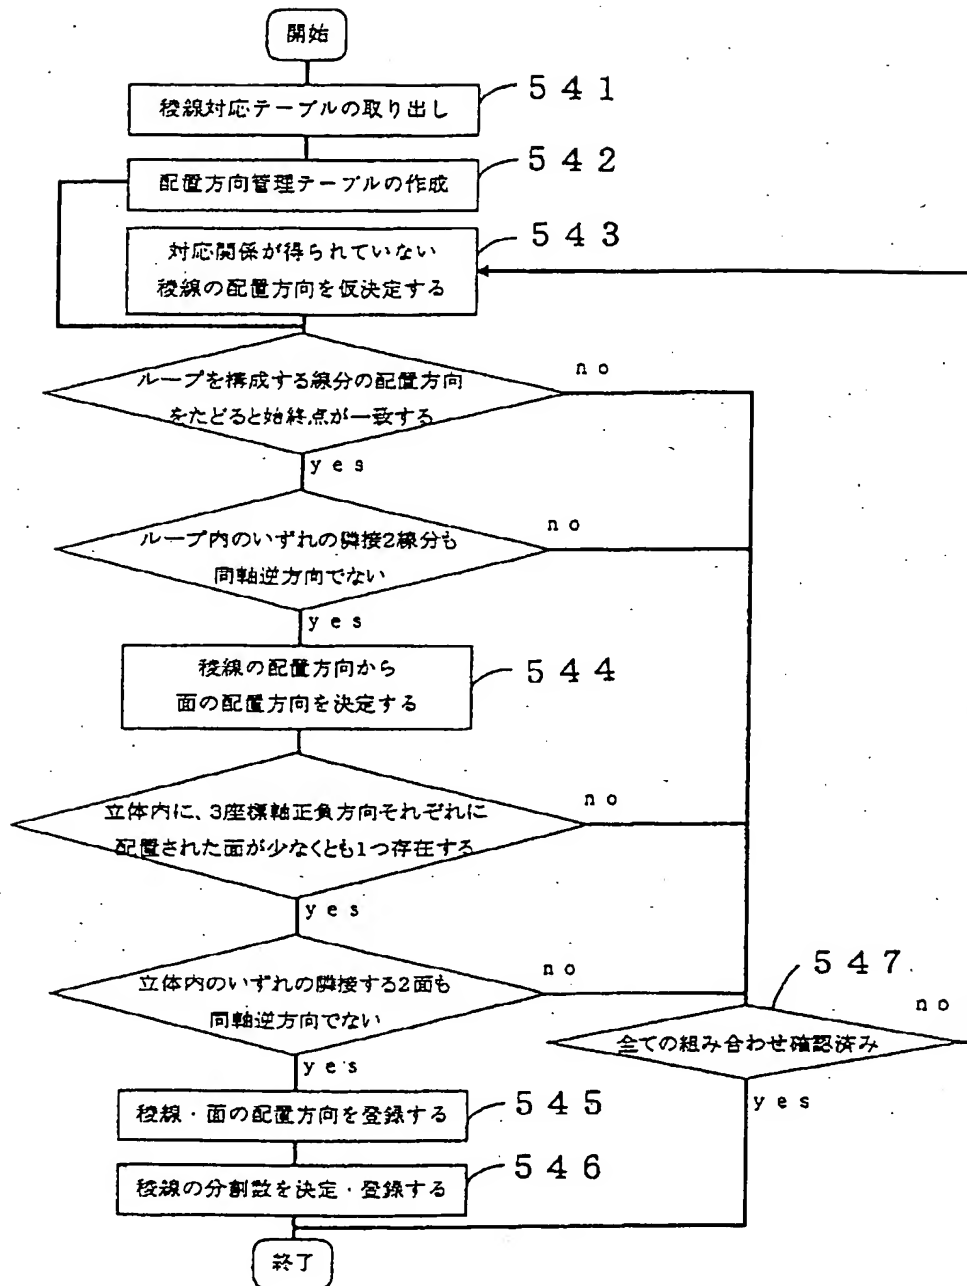 開始
稜線対応テーブルの取り出し
541
配置方向管理テーブルの作成
542
対応関係が得られていない
稜線の配置方向を仮決定する
543
ループを構成する線分の配置方向
をたどると始終点が一致する
no
yes
ループ内のいずれの隣接2線分も
同軸逆方向でない
no
yes
稜線の配置方向から
面の配置方向を決定する
544
立体内に、3座標軸正負方向それぞれに
配置された面が少なくとも1つ存在する
no
yes
立体内のいずれの隣接する2面も
同軸逆方向でない
no
yes
547
全ての組み合わせ確認済み
no
yes
稜線・面の配置方向を登録する
545
稜線の分割数を決定・登録する
546
終了